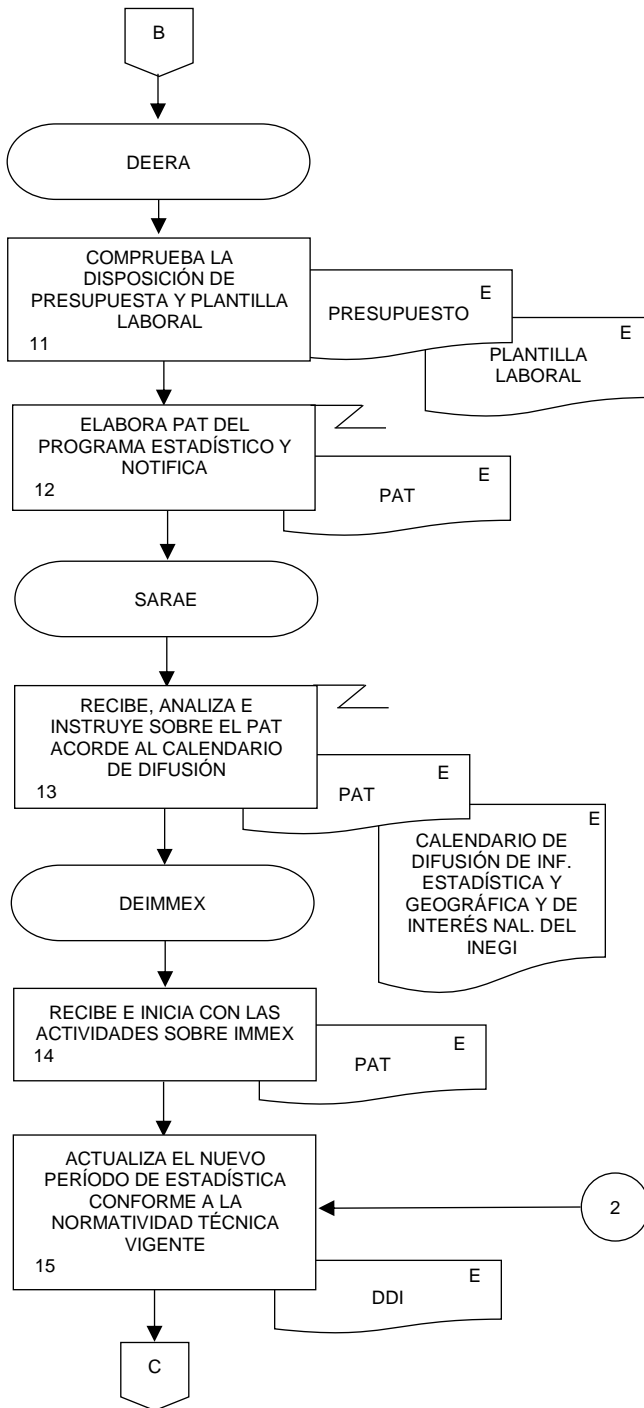 B
DEERA
COMPRUEBA LA
DISPOSICIÓN DE
PRESUPUESTA Y PLANTILLA
LABORAL
11
E
PRESUPUESTO
E
PLANTILLA
LABORAL
ELABORA PAT DEL
PROGRAMA ESTADÍSTICO Y
NOTIFICA
12
E
PAT
SARAE
RECIBE, ANALIZA E
INSTRUYE SOBRE EL PAT
ACORDE AL CALENDARIO
DE DIFUSIÓN
13
E
PAT
E
CALENDARIO DE
DIFUSIÓN DE INF.
ESTADÍSTICA Y
GEOGRÁFICA Y DE
INTERÉS NAL. DEL
INEGI
DEIMMEX
RECIBE E INICIA CON LAS
ACTIVIDADES SOBRE IMMEX
14
E
PAT
ACTUALIZA EL NUEVO
PERÍODO DE ESTADÍSTICA
CONFORME A LA
NORMATIVIDAD TÉCNICA
VIGENTE
15
2
E
DDI
C